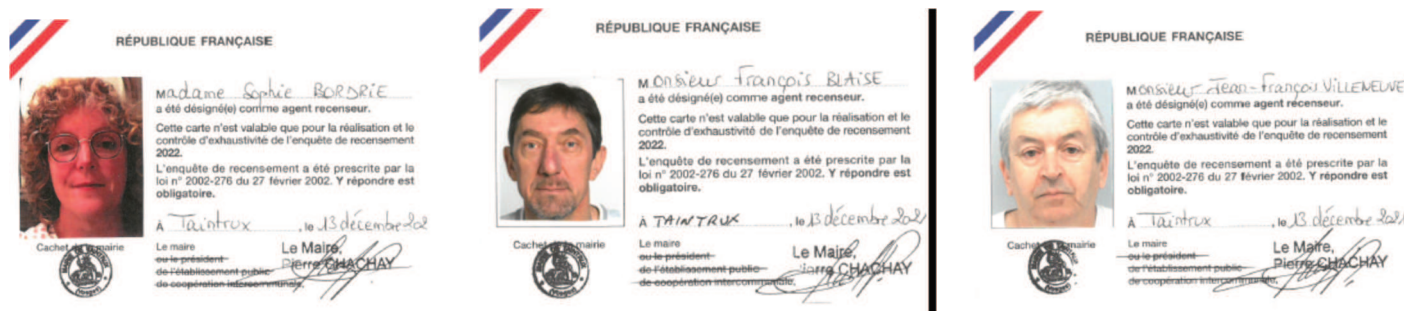 RÉPUBLIQUE FRANÇAISE
Madame Sophie BORDRIE
a été désigné(e) comme agent recenseur.
Cette carte n'est valable que pour la réalisation et le
contrôle d'exhaustivité de l'enquête de recensement
2022.
L'enquête de recensement a été prescrite par la
loi n° 2002-276 du 27 février 2002. Y répondre est
obligatoire.
À Taintrux, le 13 décembre 2021
Cachet de la mairie
Le maire
ou le président
de l'établissement public
de coopération intercommunale,
Le Maire,
Pierre CHACHAY
RÉPUBLIQUE FRANÇAISE
Monsieur François BLAISE
a été désigné(e) comme agent recenseur.
Cette carte n'est valable que pour la réalisation et le
contrôle d'exhaustivité de l'enquête de recensement
2022.
L'enquête de recensement a été prescrite par la
loi n° 2002-276 du 27 février 2002. Y répondre est
obligatoire.
À TAINTRUX, le 13 décembre 2021
Cachet de la mairie
Le maire
ou le président
de l'établissement public
de coopération intercommunale,
Le Maire,
Pierre CHACHAY
RÉPUBLIQUE FRANÇAISE
Monsieur Jean-François VILLENEUVE
a été désigné(e) comme agent recenseur.
Cette carte n'est valable que pour la réalisation et le
contrôle d'exhaustivité de l'enquête de recensement
2022.
L'enquête de recensement a été prescrite par la
loi n° 2002-276 du 27 février 2002. Y répondre est
obligatoire.
À Taintrux, le 13 décembre 2021
Cachet de la mairie
Le maire
ou le président
de l'établissement public
de coopération intercommunale,
Le Maire,
Pierre CHACHAY